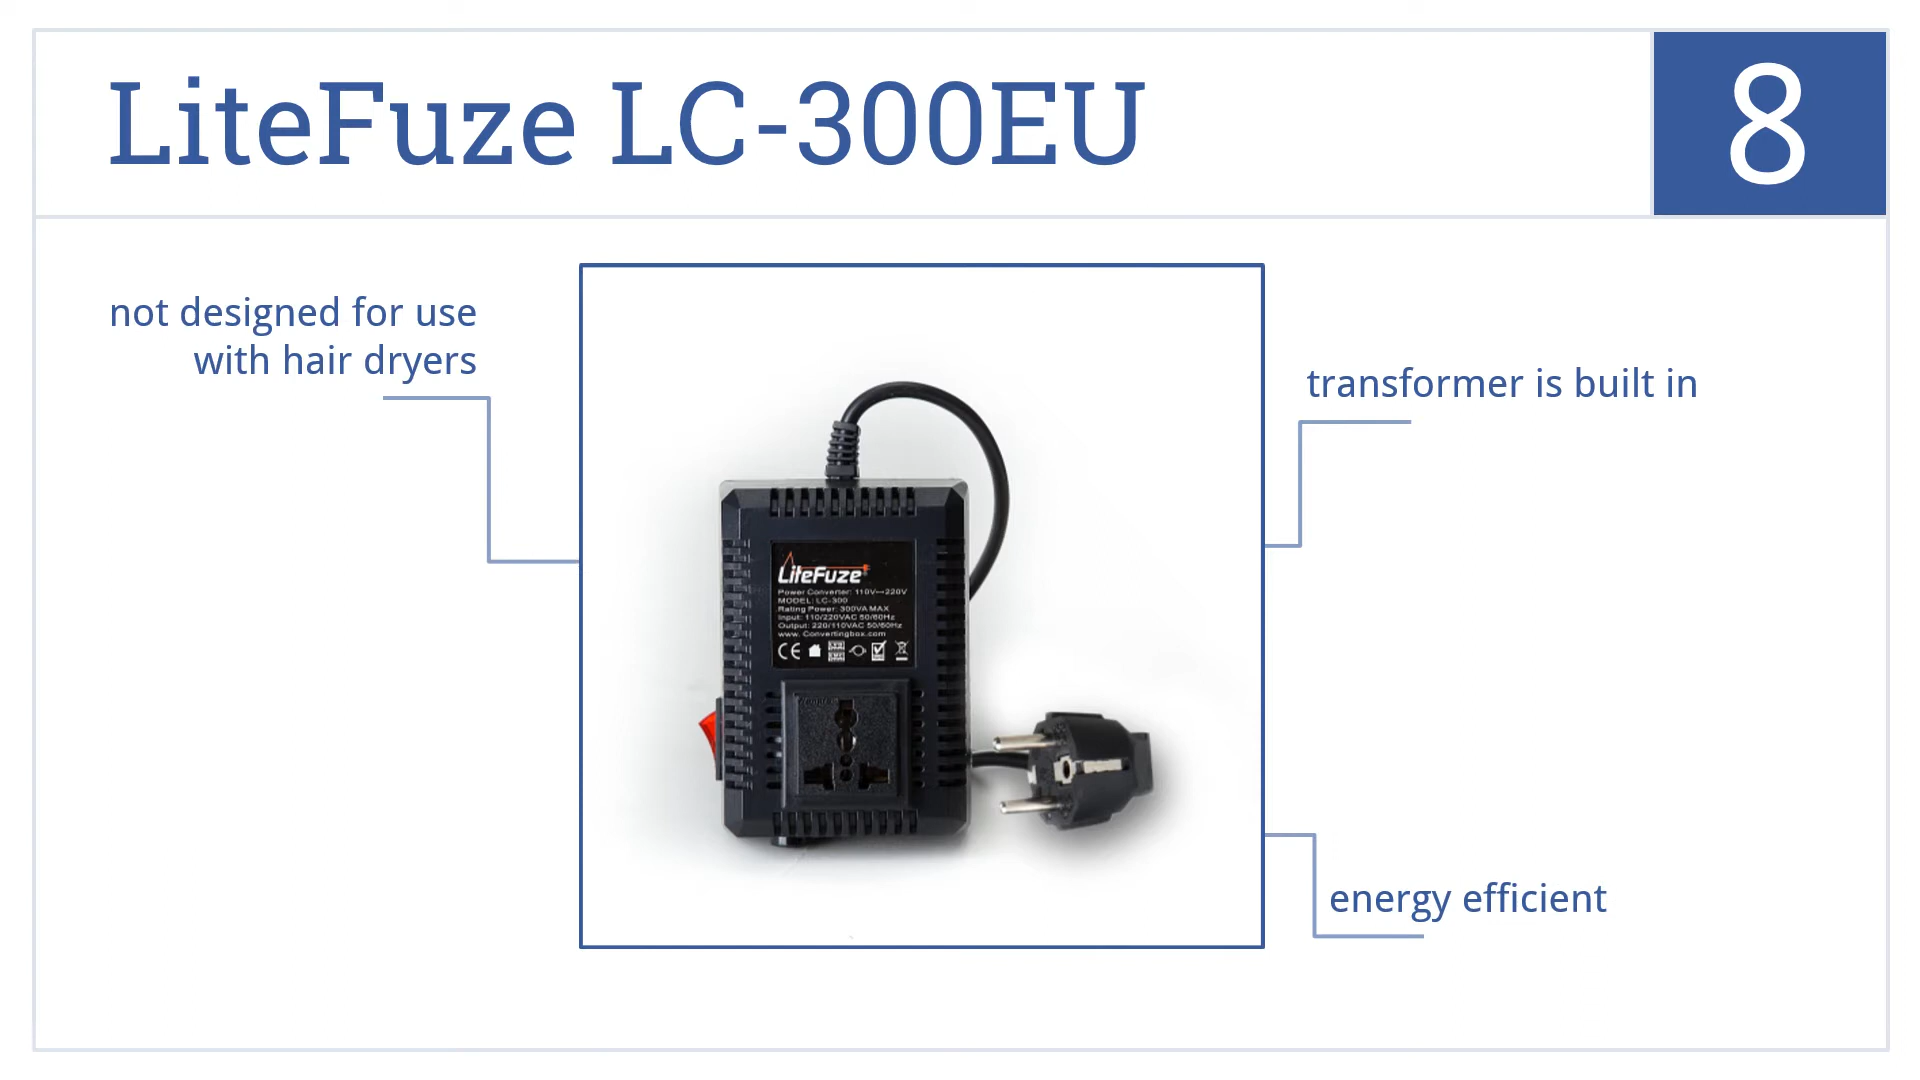 LiteFuze LC-300EU
8
not designed for use
with hair dryers
transformer is built in
LiteFuze
Power Converter: 110V↔220V
MODEL: LC-300
Rating Power: 300VA MAX
Input: 110/220VAC 50/60Hz
Output: 220/110VAC 50/60Hz
www. Convertingbox.com
CE
energy efficient